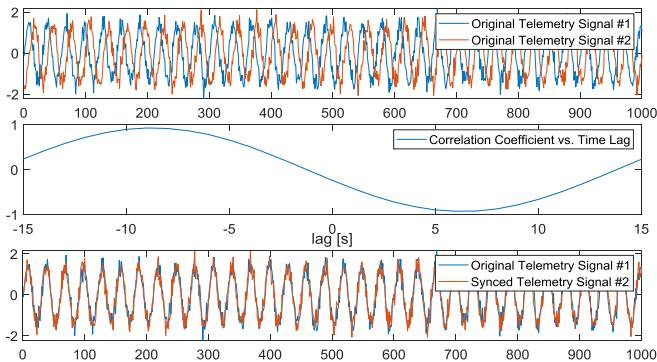 2
0
-2
Original Telemetry Signal #1
Original Telemetry Signal #2
0 100 200 300 400 500 600 700 800 900 1000
1
0
-1
Correlation Coefficient vs. Time Lag
-15 -10 -5 0 5 10 15
lag [s]
2
0
-2
Original Telemetry Signal #1
Synced Telemetry Signal #2
0 100 200 300 400 500 600 700 800 900 1000